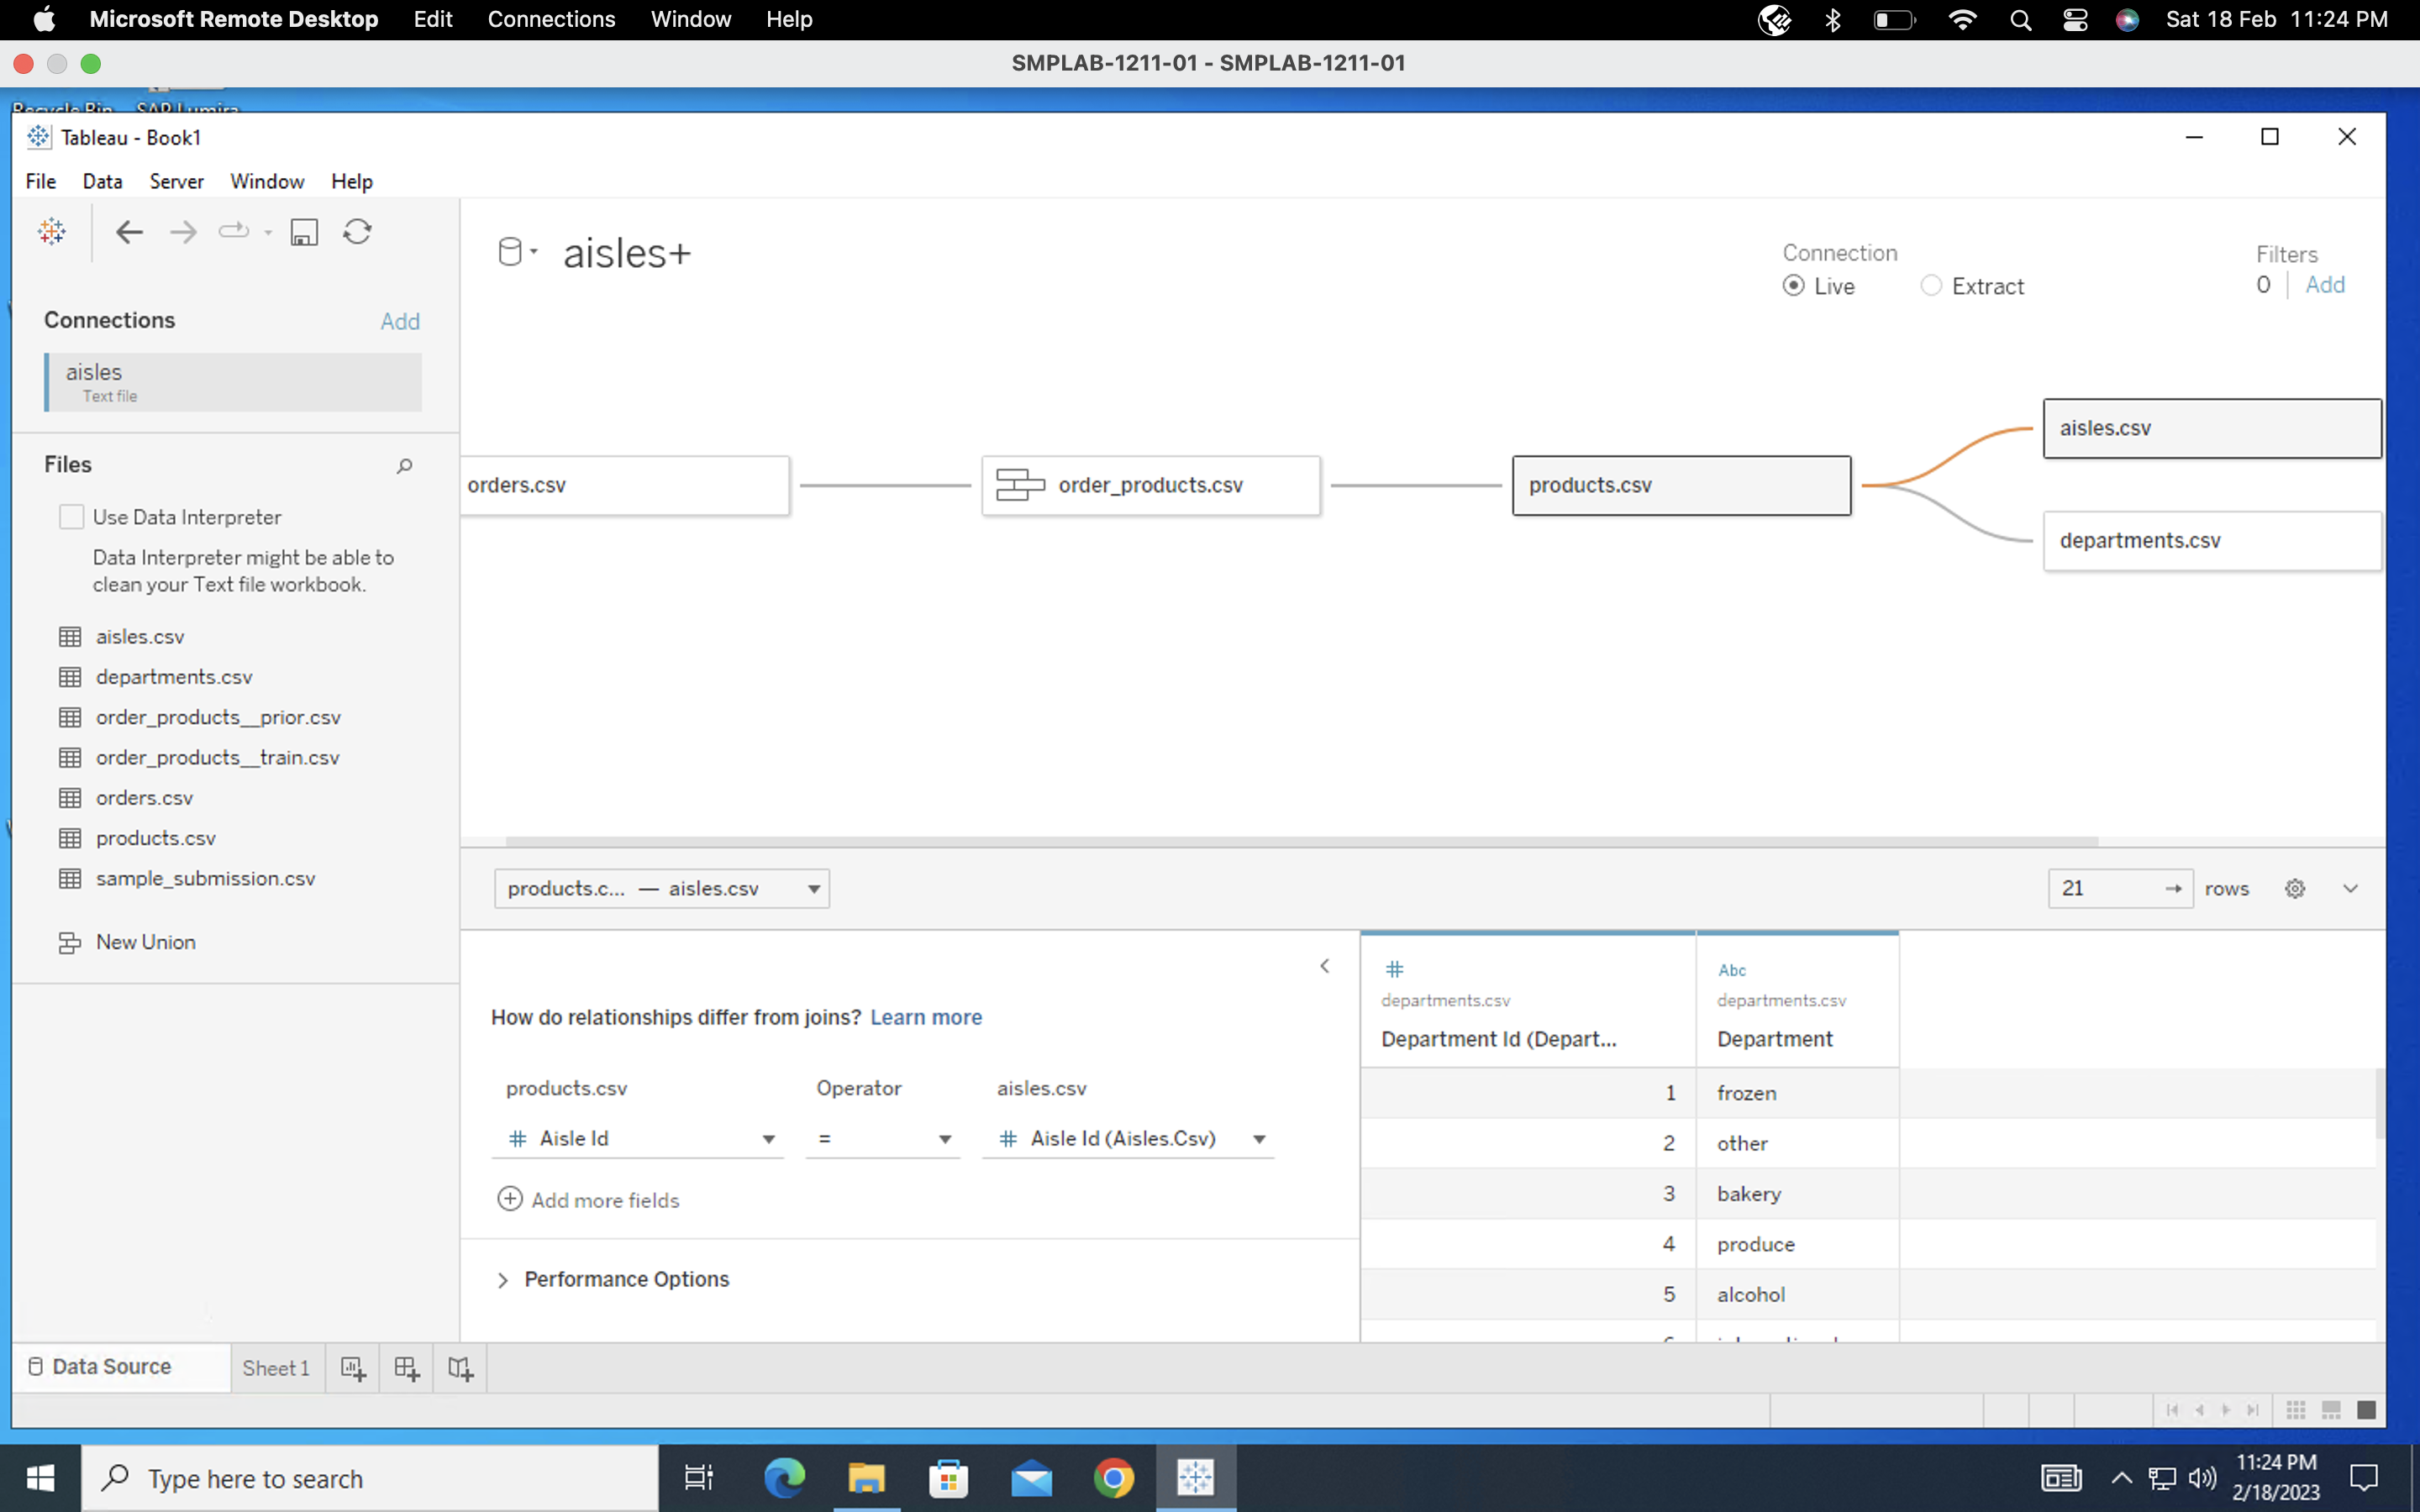 Microsoft Remote Desktop Edit Connections Window Help Sat 18 Feb 11:24 PM
SMPLAB-1211-01 - SMPLAB-1211-01
Recycle Bin SAP Lumira
Tableau - Book1
File Data Server Window Help
aisles+
Connection
Live Extract
Filters
0 Add
Connections Add
aisles
Text file
Files
Use Data Interpreter
Data Interpreter might be able to
clean your Text file workbook.
aisles.csv
departments.csv
order_products__prior.csv
order_products__train.csv
orders.csv
products.csv
sample_submission.csv
New Union
orders.csv
order_products.csv
products.csv
aisles.csv
departments.csv
products.c... — aisles.csv
21 → rows
How do relationships differ from joins? Learn more
products.csv Operator aisles.csv
# Aisle Id = # Aisle Id (Aisles.Csv)
Add more fields
Performance Options
# Abc
departments.csv departments.csv
Department Id (Depart... Department
1 frozen
2 other
3 bakery
4 produce
5 alcohol
Data Source Sheet 1
Type here to search
11:24 PM
2/18/2023